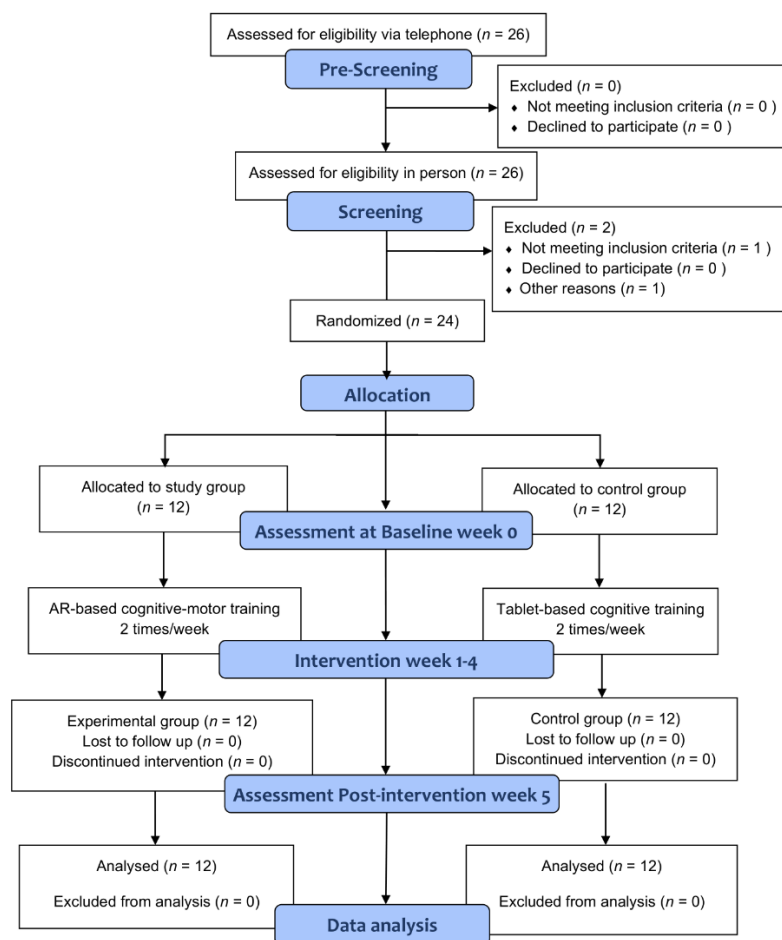 Assessed for eligibility via telephone (n = 26)
Pre-Screening
Excluded (n = 0)
♦ Not meeting inclusion criteria (n = 0 )
♦ Declined to participate (n = 0 )
Assessed for eligibility in person (n = 26)
Screening
Excluded (n = 2)
♦ Not meeting inclusion criteria (n = 1 )
♦ Declined to participate (n = 0 )
♦ Other reasons (n = 1)
Randomized (n = 24)
Allocation
Allocated to study group
(n = 12)
Allocated to control group
(n = 12)
Assessment at Baseline week 0
AR-based cognitive-motor training
2 times/week
Tablet-based cognitive training
2 times/week
Intervention week 1-4
Experimental group (n = 12)
Lost to follow up (n = 0)
Discontinued intervention (n = 0)
Control group (n = 12)
Lost to follow up (n = 0)
Discontinued intervention (n = 0)
Assessment Post-intervention week 5
Analysed (n = 12)
Excluded from analysis (n = 0)
Analysed (n = 12)
Excluded from analysis (n = 0)
Data analysis